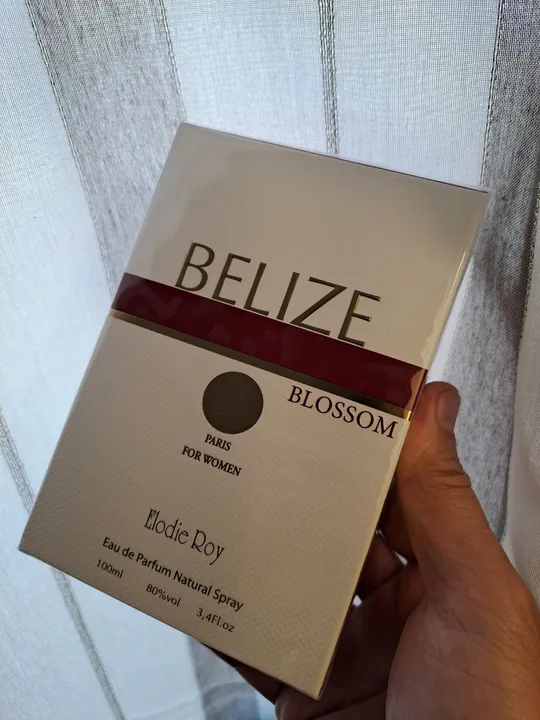 BELIZE
BLOSSOM
PARIS
FOR WOMEN
Elodie Roy
Eau de Parfum Natural Spray
100ml 80%vol 3,4Fl.oz